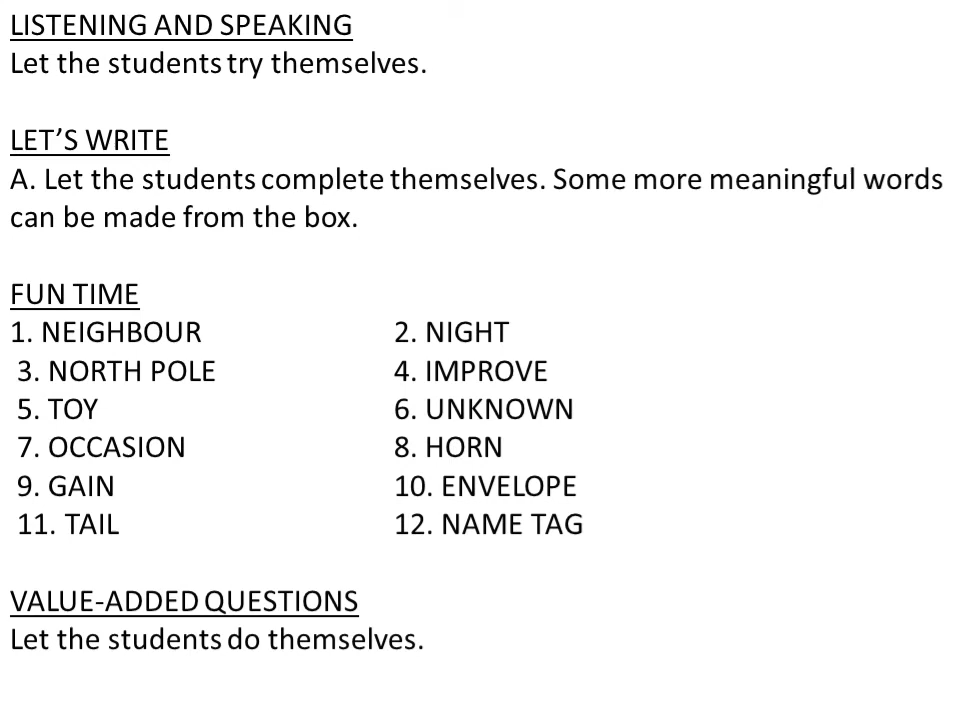 LISTENING AND SPEAKING
Let the students try themselves.
LET’S WRITE
A. Let the students complete themselves. Some more meaningful words
can be made from the box.
FUN TIME
1. NEIGHBOUR 2. NIGHT
3. NORTH POLE 4. IMPROVE
5. TOY 6. UNKNOWN
7. OCCASION 8. HORN
9. GAIN 10. ENVELOPE
11. TAIL 12. NAME TAG
VALUE-ADDED QUESTIONS
Let the students do themselves.